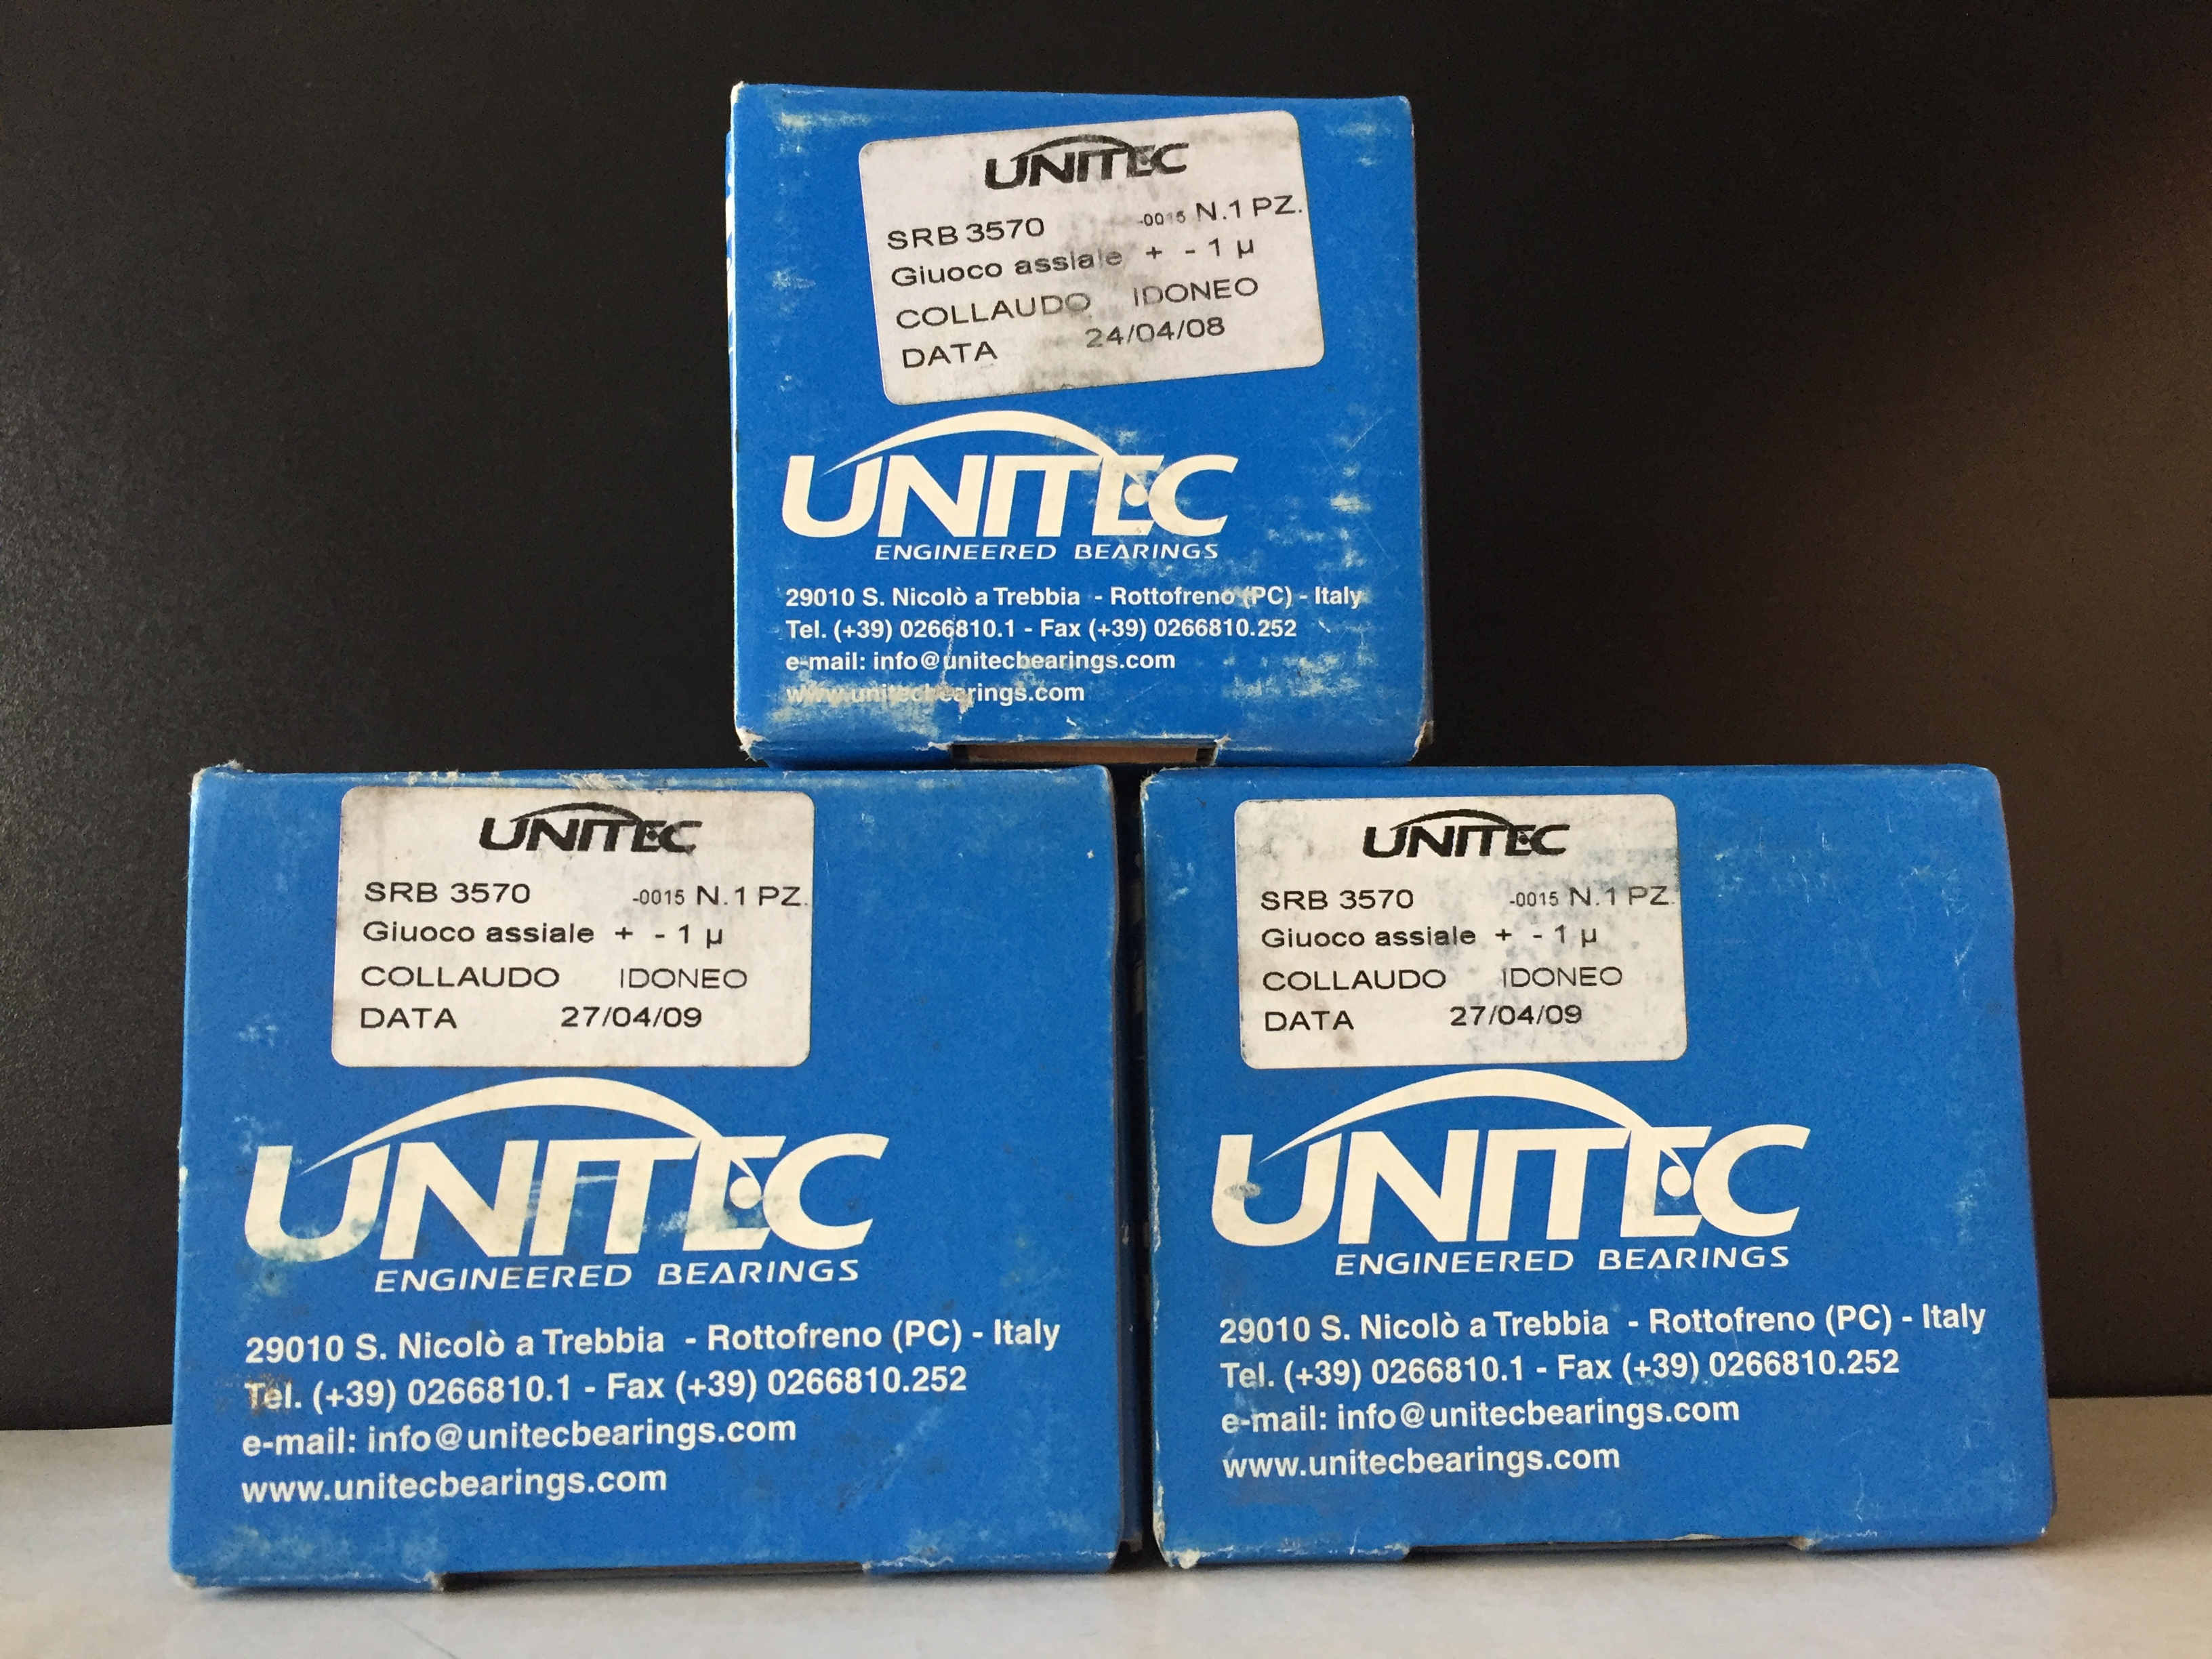 UNITEC
SRB 3570 -0015 N.1 PZ.
Giuoco assiale + - 1 µ
COLLAUDO IDONEO
DATA 24/04/08
UNITEC
ENGINEERED BEARINGS
29010 S. Nicolò a Trebbia - Rottofreno (PC) - Italy
Tel. (+39) 0266810.1 - Fax (+39) 0266810.252
e-mail: info@unitecbearings.com
www.unitecbearings.com
UNITEC
SRB 3570 -0015 N.1 PZ.
Giuoco assiale + - 1 µ
COLLAUDO IDONEO
DATA 27/04/09
UNITEC
ENGINEERED BEARINGS
29010 S. Nicolò a Trebbia - Rottofreno (PC) - Italy
Tel. (+39) 0266810.1 - Fax (+39) 0266810.252
e-mail: info@unitecbearings.com
www.unitecbearings.com
UNITEC
SRB 3570 -0015 N.1 PZ.
Giuoco assiale + - 1 µ
COLLAUDO IDONEO
DATA 27/04/09
UNITEC
ENGINEERED BEARINGS
29010 S. Nicolò a Trebbia - Rottofreno (PC) - Italy
Tel. (+39) 0266810.1 - Fax (+39) 0266810.252
e-mail: info@unitecbearings.com
www.unitecbearings.com